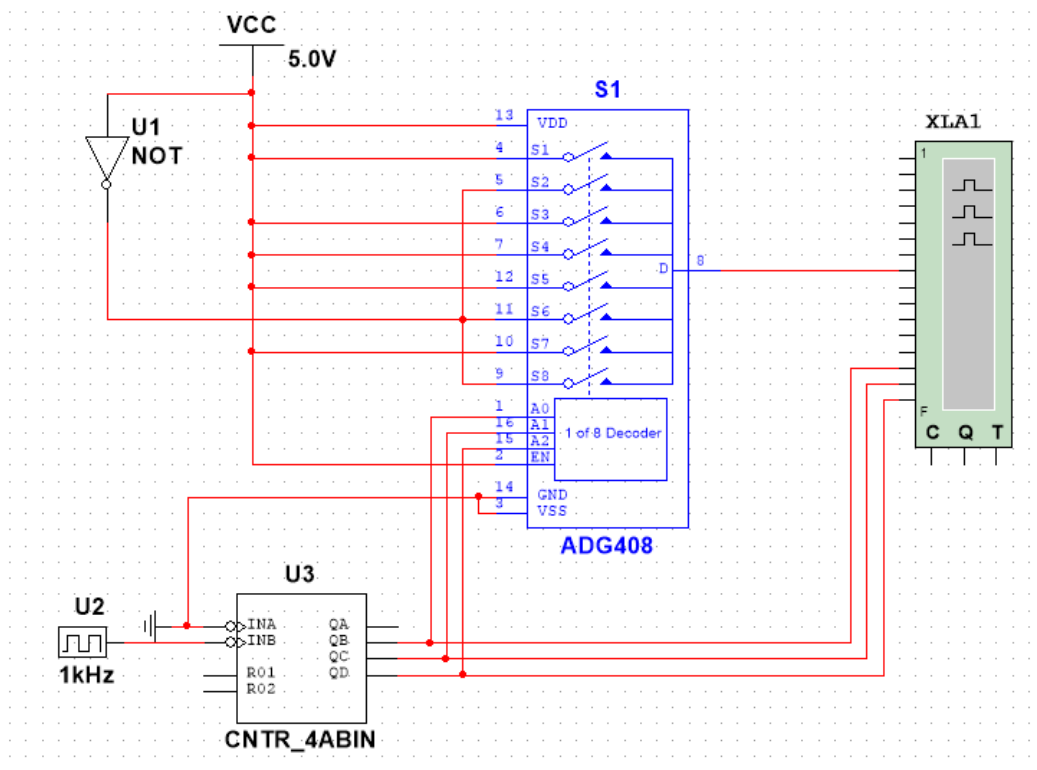 VCC
5.0V
U1
NOT
S1
13 VDD
4 S1
5 S2
6 S3
7 S4
12 S5
11 S6
10 S7
9 S8
D 8
1 A0
16 A1
15 A2
2 EN
1 of 8 Decoder
14 GND
3 VSS
ADG408
XLA1
1
F
C Q T
U3
U2
1kHz
INA QA
INB QB
QC
R01 QD
R02
CNTR_4ABIN